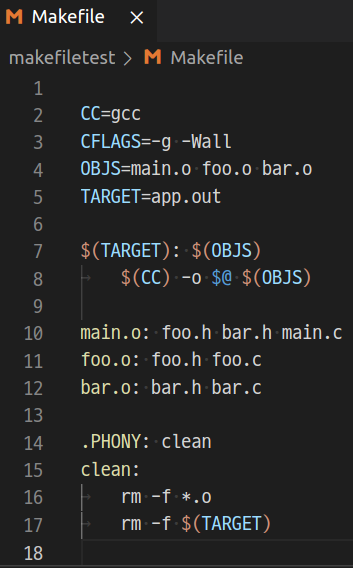 Makefile ×
makefiletest > Makefile
1
2 CC=gcc
3 CFLAGS=-g -Wall
4 OBJS=main.o foo.o bar.o
5 TARGET=app.out
6
7 $(TARGET): $(OBJS)
8 $(CC) -o $@ $(OBJS)
9
10 main.o: foo.h bar.h main.c
11 foo.o: foo.h foo.c
12 bar.o: bar.h bar.c
13
14 .PHONY: clean
15 clean:
16 rm -f *.o
17 rm -f $(TARGET)
18